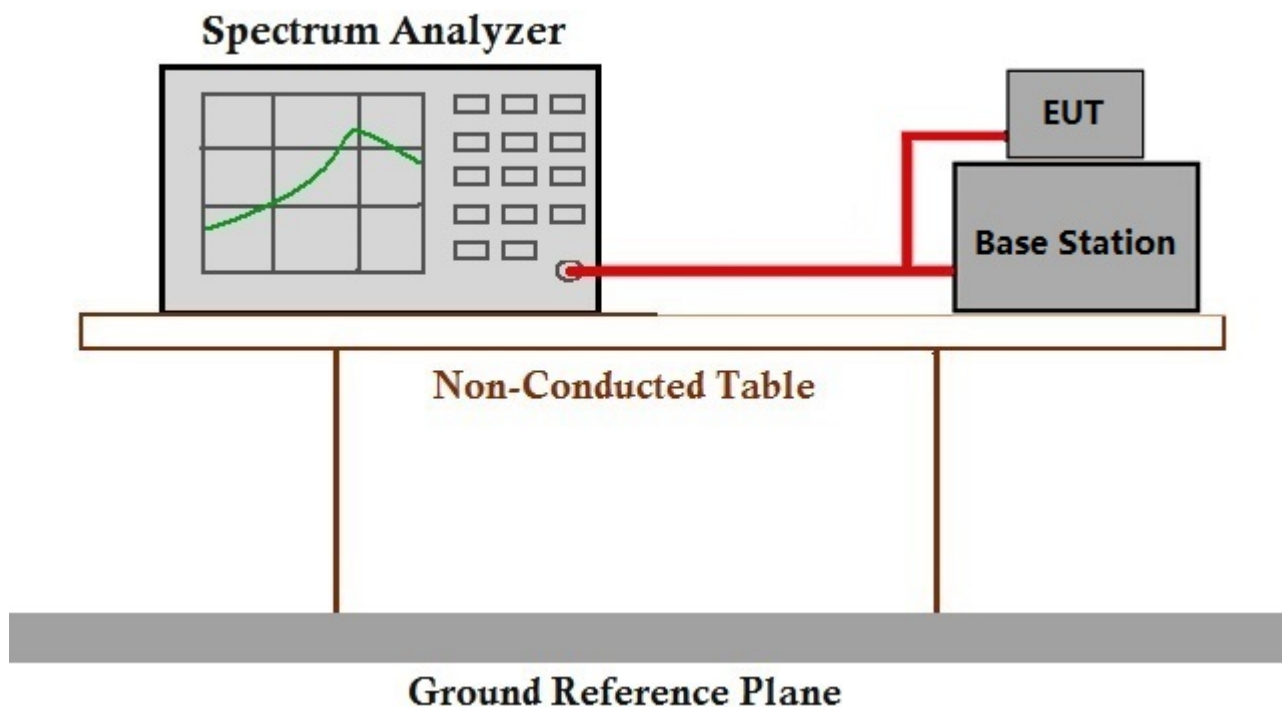 Spectrum Analyzer
EUT
Base Station
Non-Conducted Table
Ground Reference Plane